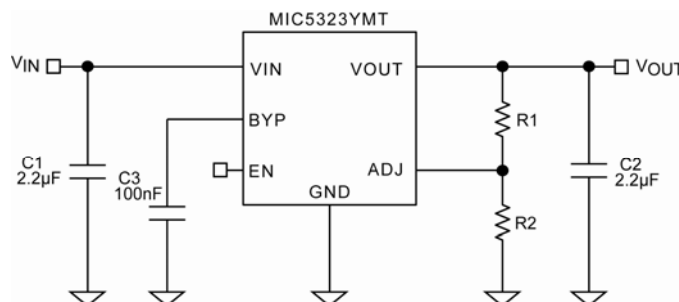 MIC5323YMT
VIN
VIN
VOUT
VOUT
BYP
R1
C1
2.2µF
C3
100nF
EN
ADJ
C2
2.2µF
GND
R2